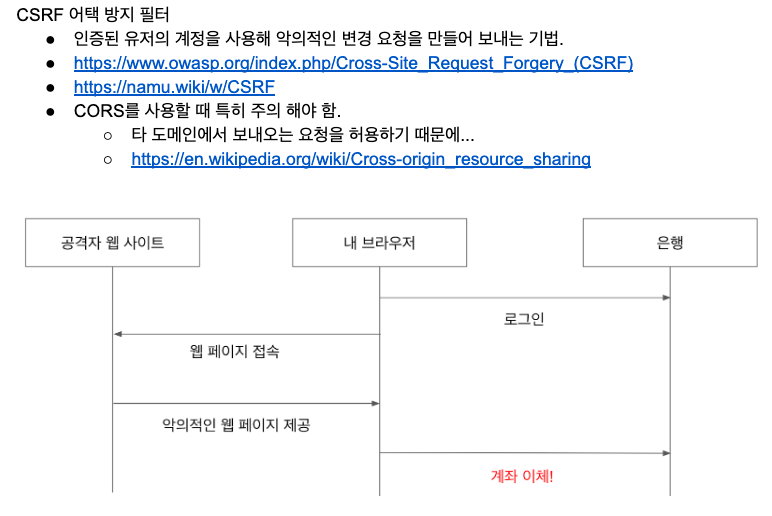 CSRF 어택 방지 필터
● 인증된 유저의 계정을 사용해 악의적인 변경 요청을 만들어 보내는 기법.
● https://www.owasp.org/index.php/Cross-Site_Request_Forgery_(CSRF)
● https://namu.wiki/w/CSRF
● CORS를 사용할 때 특히 주의 해야 함.
○ 타 도메인에서 보내오는 요청을 허용하기 때문에...
○ https://en.wikipedia.org/wiki/Cross-origin_resource_sharing
공격자 웹 사이트
내 브라우저
은행
로그인
웹 페이지 접속
악의적인 웹 페이지 제공
계좌 이체!